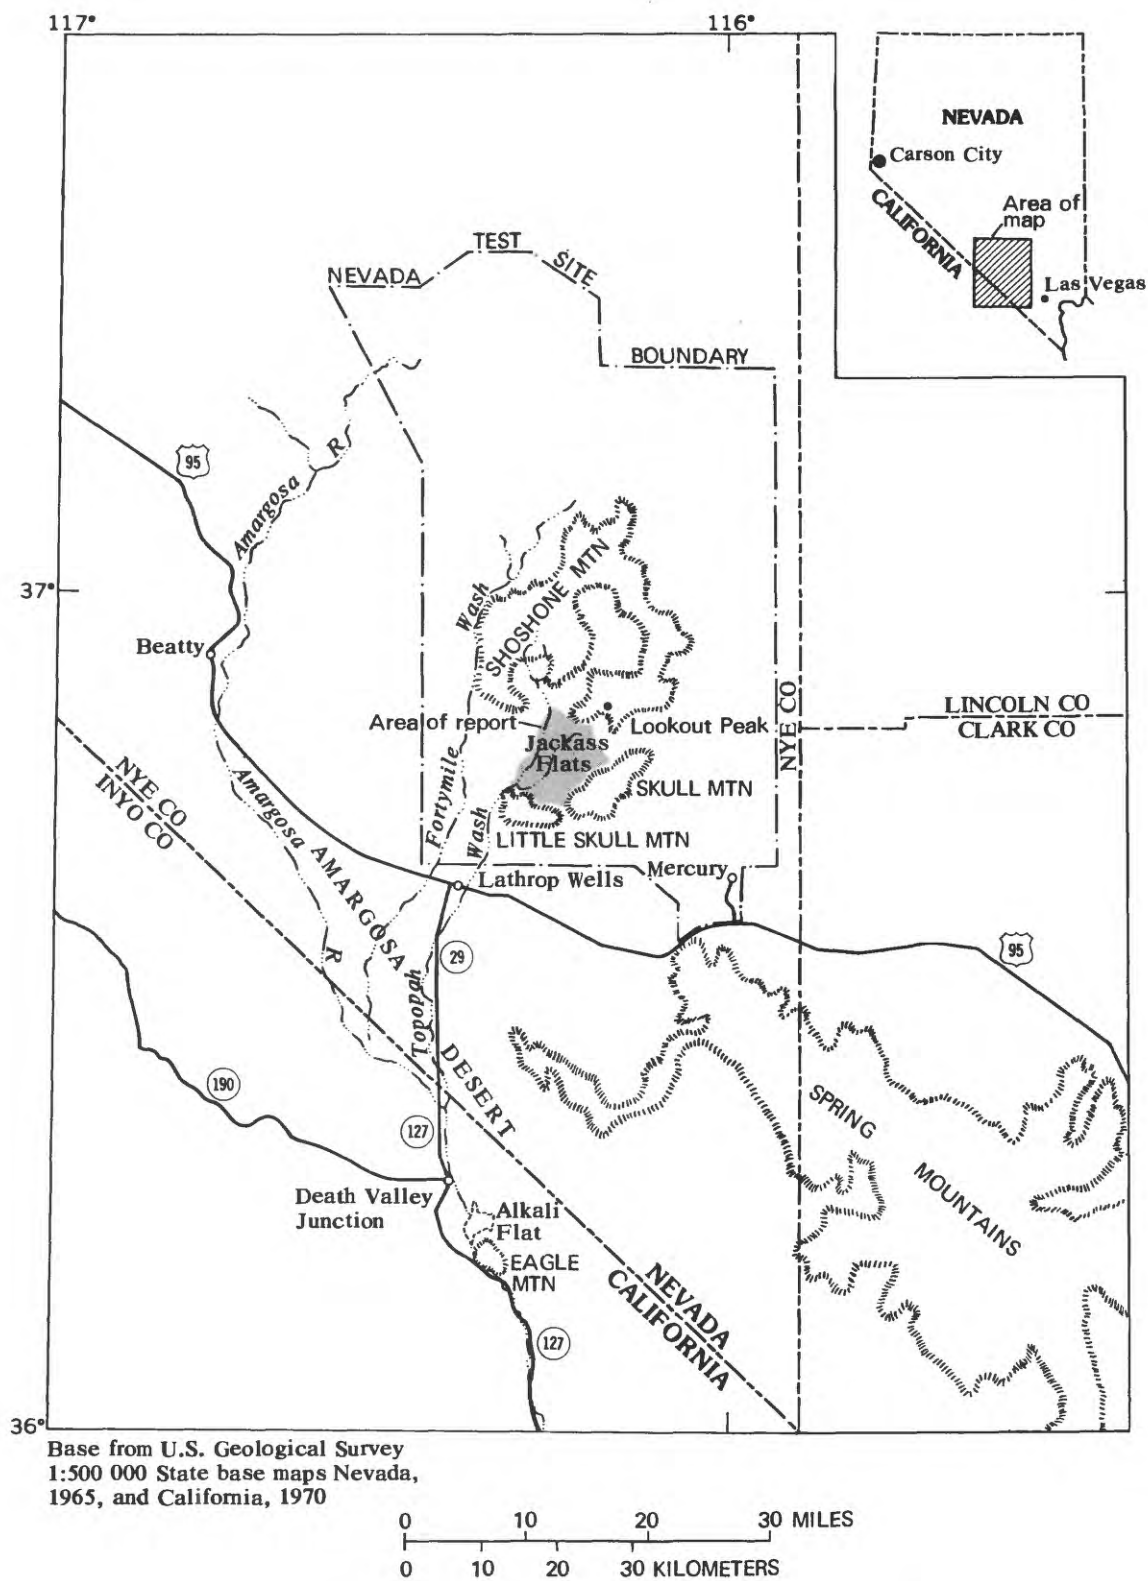 117°
116°
NEVADA
Carson City
CALIFORNIA
Area of
map
Las Vegas
NEVADA
TEST
SITE
BOUNDARY
95
Amargosa
R
37°
Beatty
Wash
SHOSHONE
MTN
Area of report
Lookout Peak
Jackass
Flats
NYE CO
LINCOLN CO
CLARK CO
NYE CO
INYO CO
Amargosa
R
Fortymile
Wash
SKULL MTN
LITTLE SKULL MTN
AMARGOSA
Lathrop Wells
Mercury
29
95
Topopah
DESERT
190
127
SPRING
MOUNTAINS
Death Valley
Junction
Alkali
Flat
EAGLE
MTN
NEVADA
CALIFORNIA
127
36°
Base from U.S. Geological Survey
1:500 000 State base maps Nevada,
1965, and California, 1970
0 10 20 30 MILES
0 10 20 30 KILOMETERS